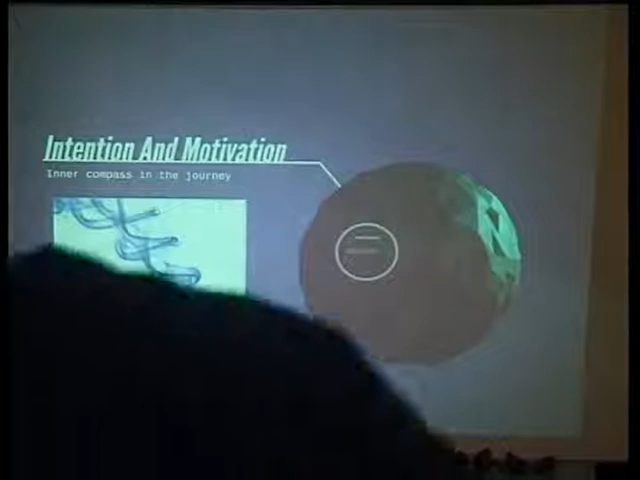 Intention And Motivation
Inner compass in the journey